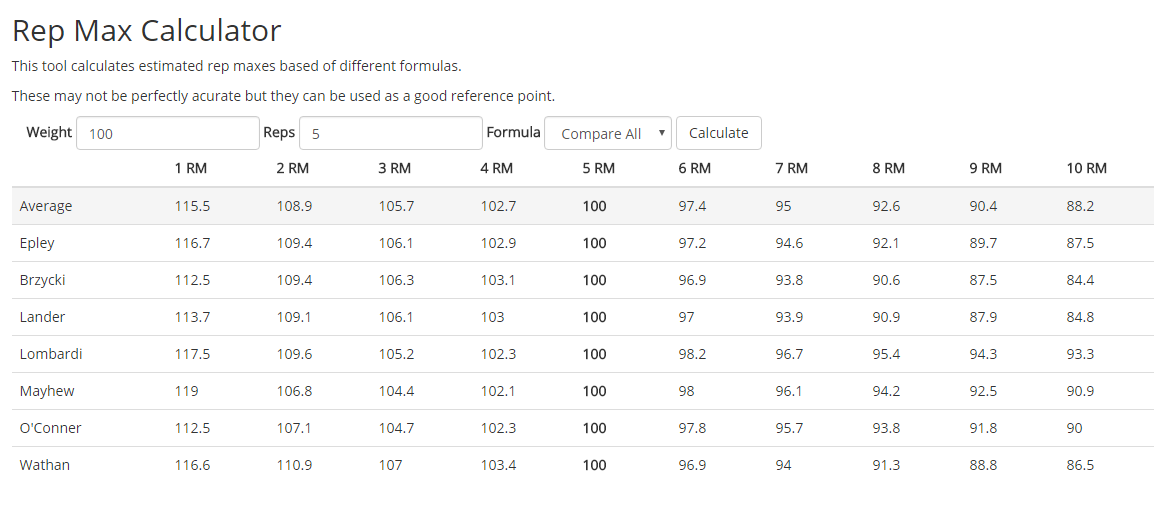 Rep Max Calculator
This tool calculates estimated rep maxes based of different formulas.
These may not be perfectly acurate but they can be used as a good reference point.
Weight 100 Reps 5 Formula Compare All Calculate
1 RM 2 RM 3 RM 4 RM 5 RM 6 RM 7 RM 8 RM 9 RM 10 RM
Average 115.5 108.9 105.7 102.7 100 97.4 95 92.6 90.4 88.2
Epley 116.7 109.4 106.1 102.9 100 97.2 94.6 92.1 89.7 87.5
Brzycki 112.5 109.4 106.3 103.1 100 96.9 93.8 90.6 87.5 84.4
Lander 113.7 109.1 106.1 103 100 97 93.9 90.9 87.9 84.8
Lombardi 117.5 109.6 105.2 102.3 100 98.2 96.7 95.4 94.3 93.3
Mayhew 119 106.8 104.4 102.1 100 98 96.1 94.2 92.5 90.9
O'Conner 112.5 107.1 104.7 102.3 100 97.8 95.7 93.8 91.8 90
Wathan 116.6 110.9 107 103.4 100 96.9 94 91.3 88.8 86.5